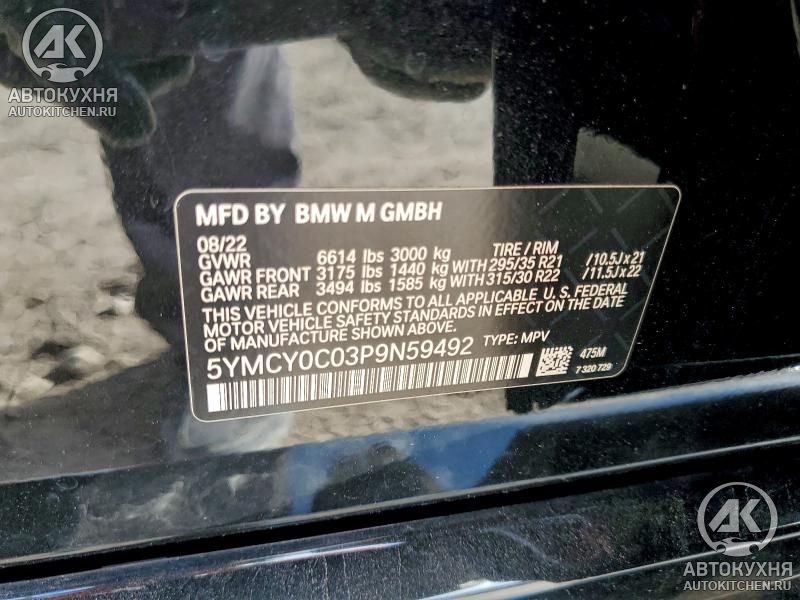 AK
АВТОКУХНЯ
AUTOKITCHEN.RU
MFD BY BMW M GMBH
08/22
GVWR 6614 lbs 3000 kg TIRE / RIM
GAWR FRONT 3175 lbs 1440 kg WITH 295/35 R21 /10.5J x 21
GAWR REAR 3494 lbs 1585 kg WITH 315/30 R22 /11.5J x 22
THIS VEHICLE CONFORMS TO ALL APPLICABLE U. S. FEDERAL
MOTOR VEHICLE SAFETY STANDARDS IN EFFECT ON THE DATE
OF MANUFACTURE SHOWN ABOVE.
5YMCY0C03P9N59492 TYPE: MPV
475M
7 320 729
AK
АВТОКУХНЯ
AUTOKITCHEN.RU